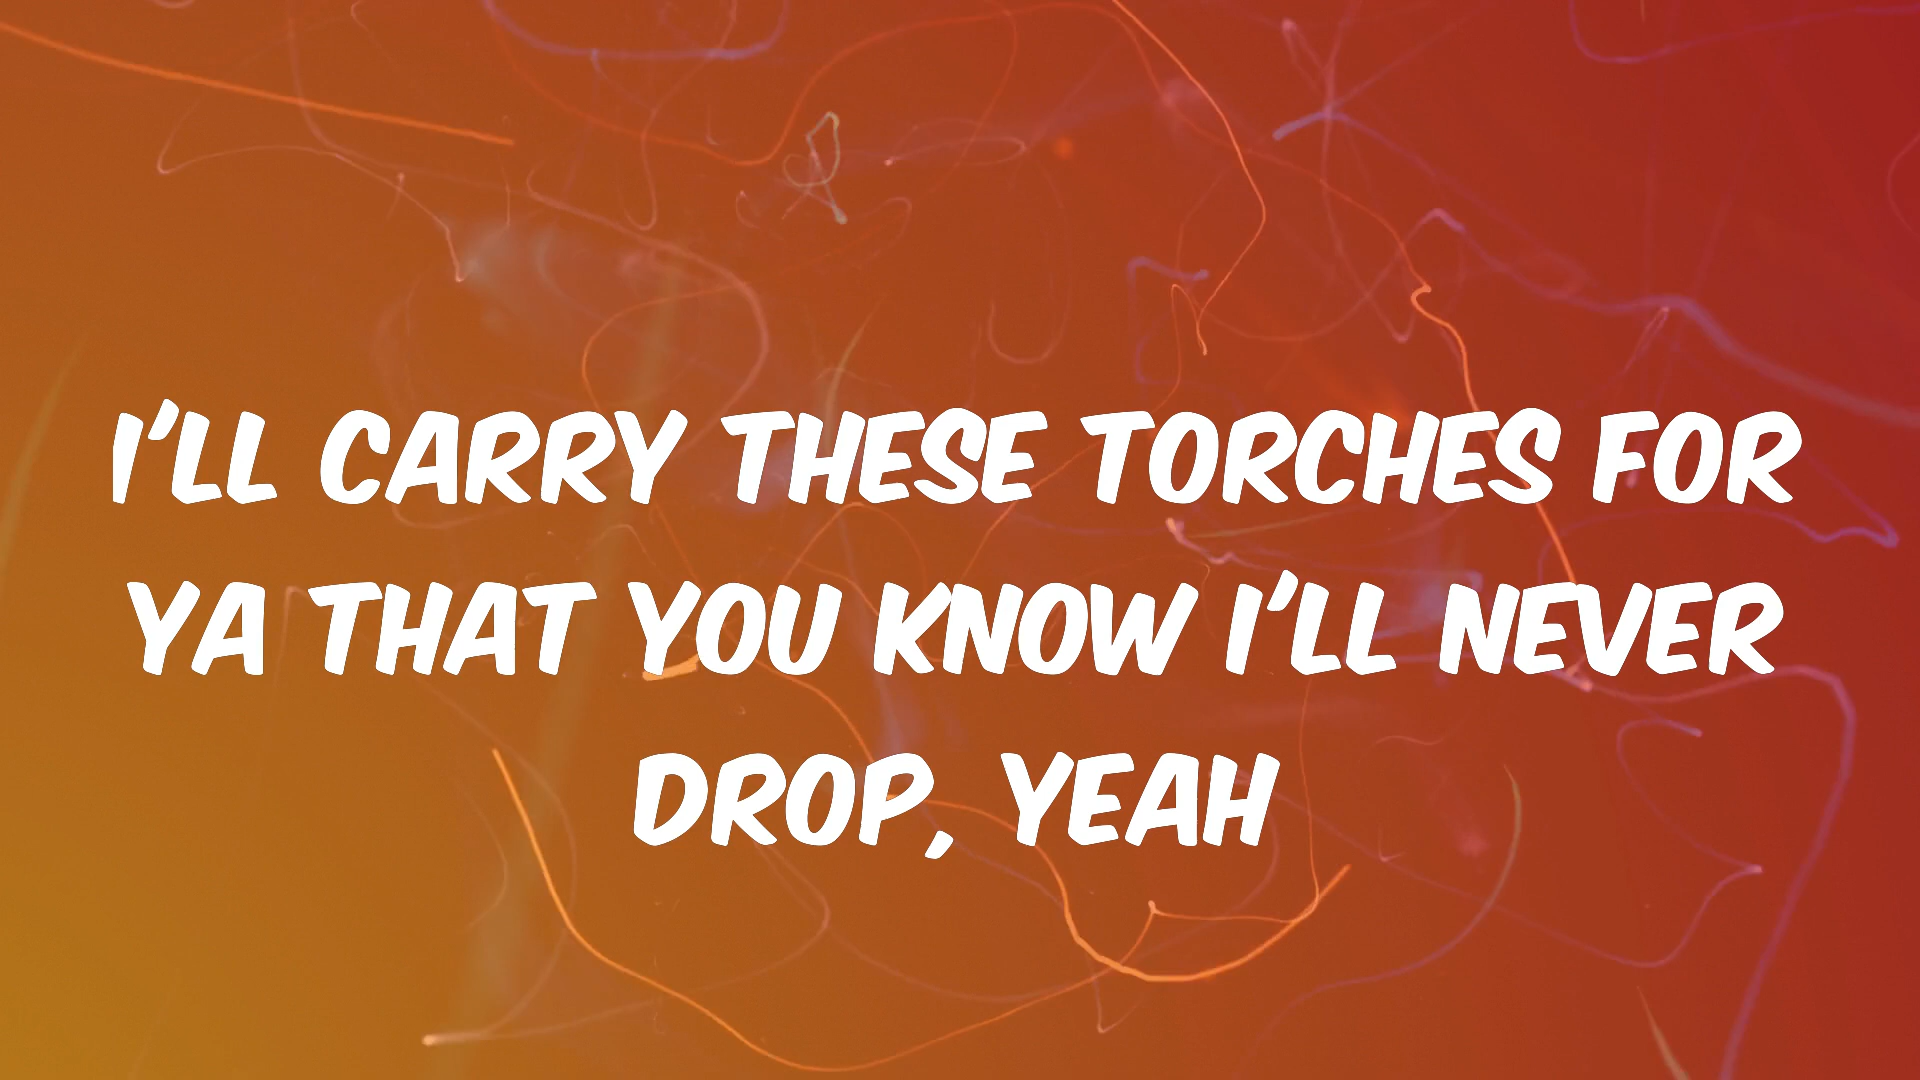 I'LL CARRY THESE TORCHES FOR
YA THAT YOU KNOW I'LL NEVER
DROP, YEAH